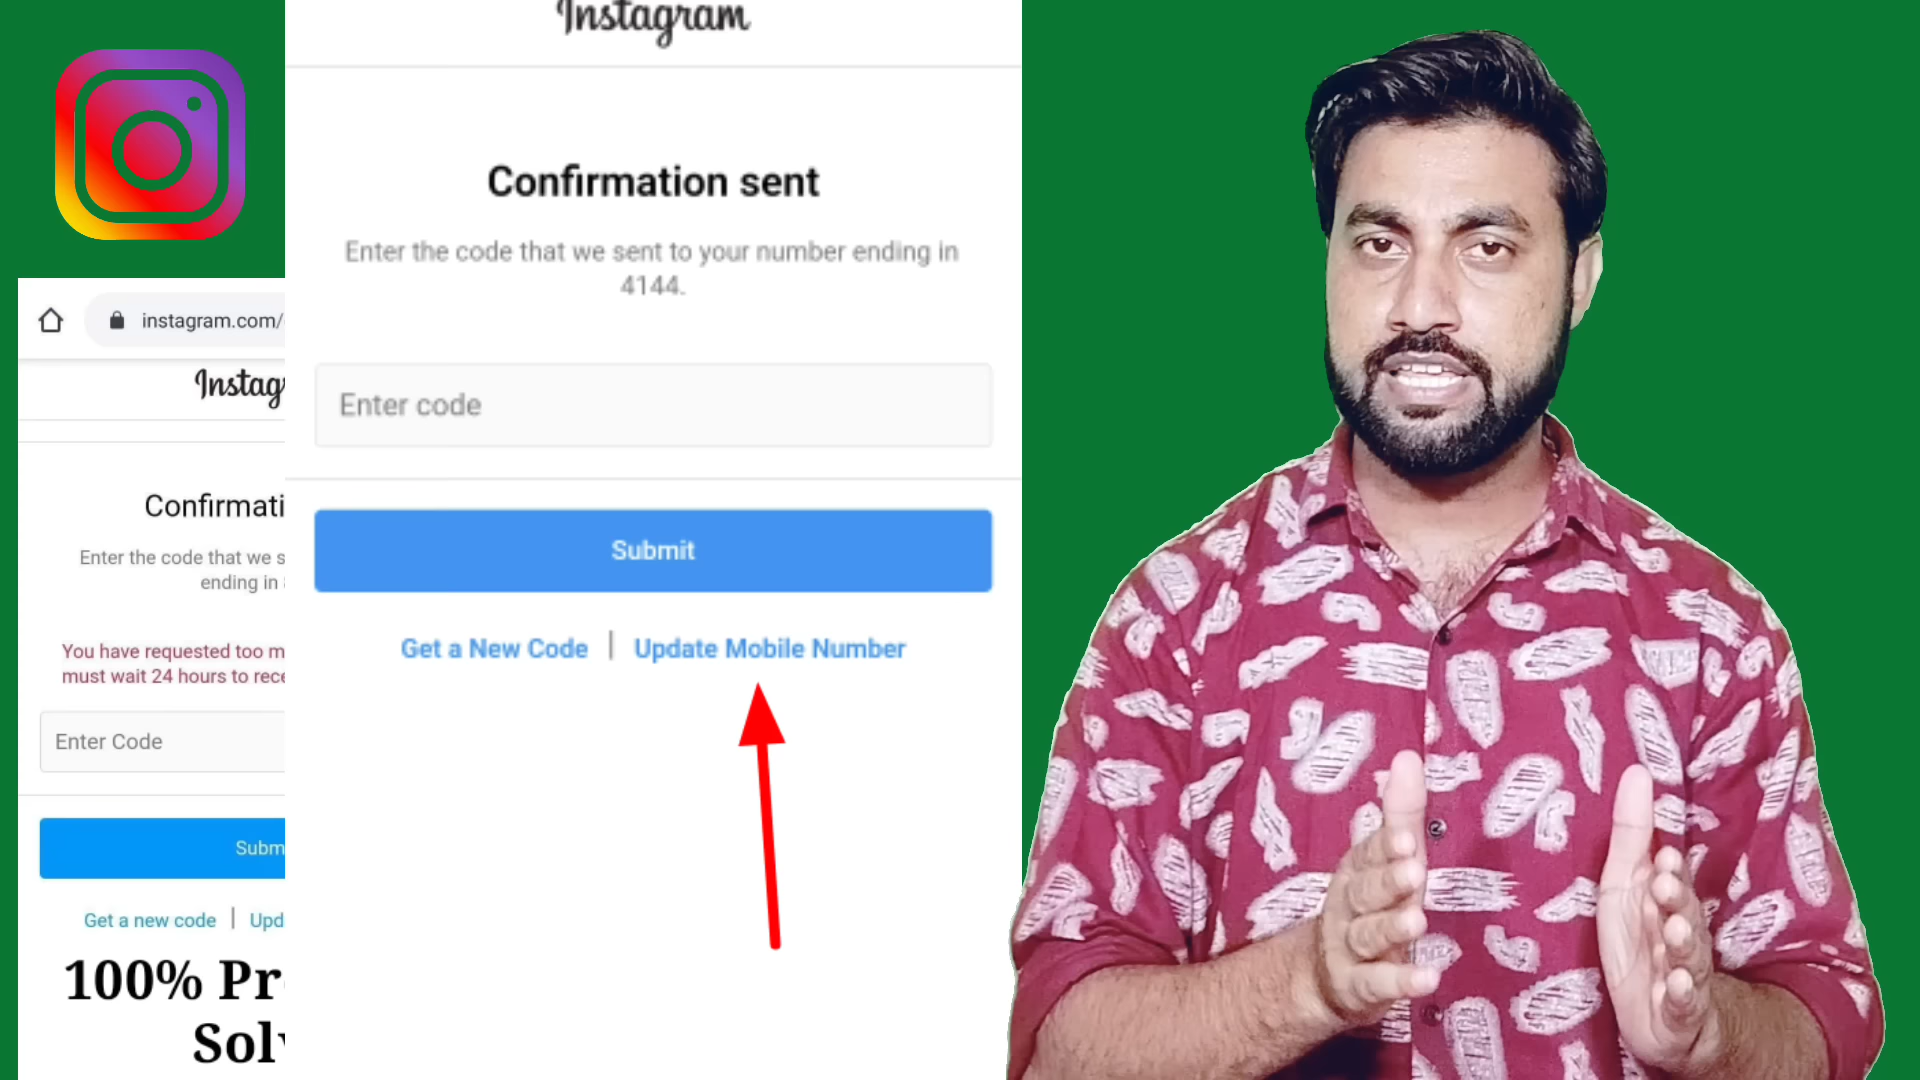 Instagram
Confirmation sent
Enter the code that we sent to your number ending in
4144.
Enter code
Submit
Get a New Code | Update Mobile Number
instagram.com/
Instag
Confirmati
Enter the code that we s
ending in
You have requested too m
must wait 24 hours to rece
Enter Code
Subm
Get a new code | Upd
100% Pr
Solv